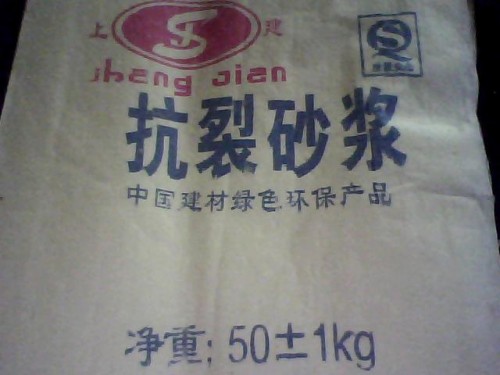 上 建
Shang Jian
抗裂砂浆
中国建材绿色环保产品
净重: 50±1kg